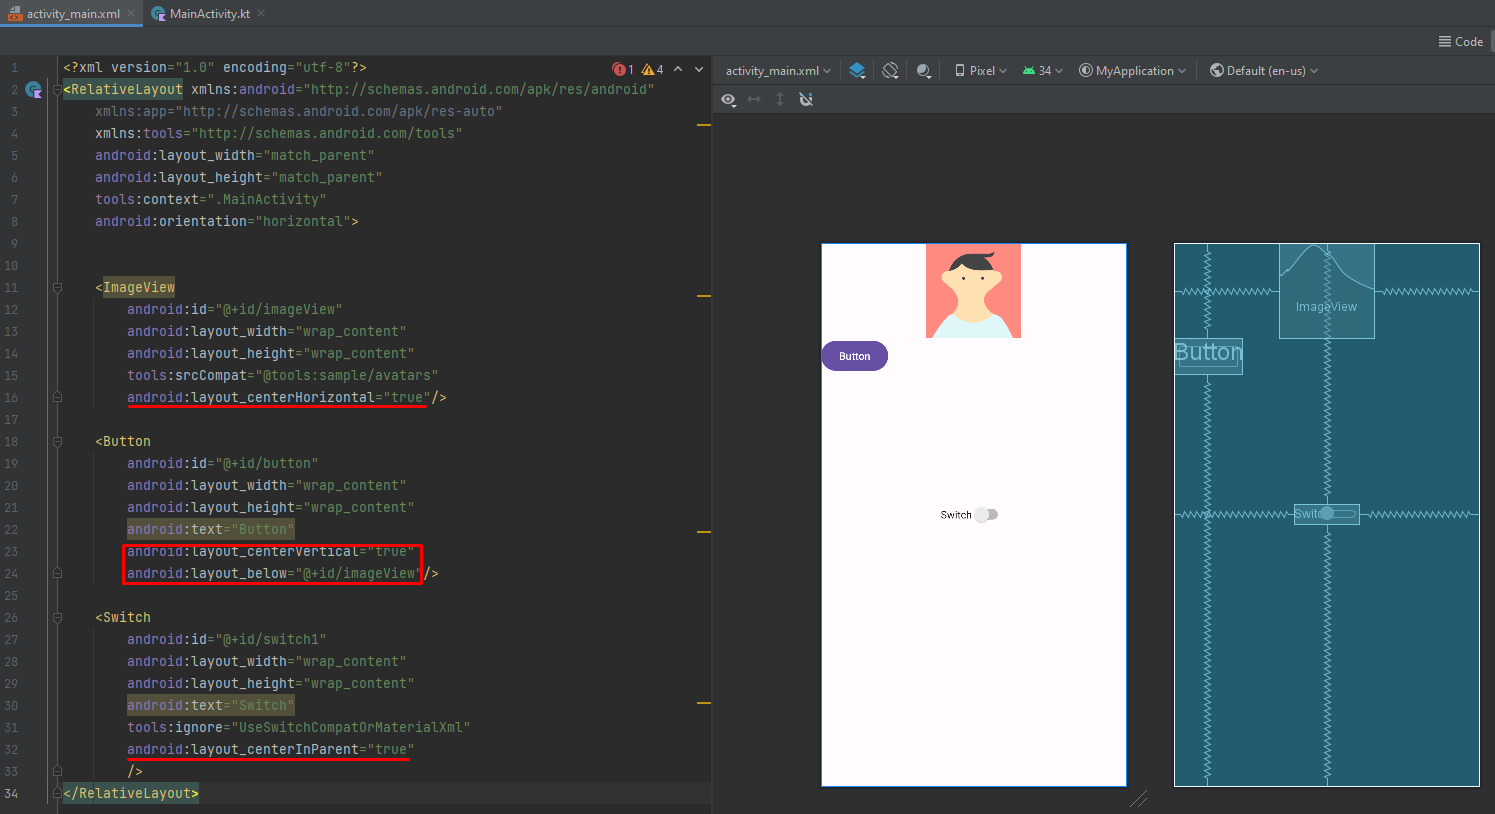 activity_main.xml
MainActivity.kt
Code
1 <?xml version="1.0" encoding="utf-8"?>
1 4
2 <RelativeLayout xmlns:android="http://schemas.android.com/apk/res/android"
3 xmlns:app="http://schemas.android.com/apk/res-auto"
4 xmlns:tools="http://schemas.android.com/tools"
5 android:layout_width="match_parent"
6 android:layout_height="match_parent"
7 tools:context=".MainActivity"
8 android:orientation="horizontal">
9
10
11 <ImageView
12 android:id="@+id/imageView"
13 android:layout_width="wrap_content"
14 android:layout_height="wrap_content"
15 tools:srcCompat="@tools:sample/avatars"
16 android:layout_centerHorizontal="true"/>
17
18 <Button
19 android:id="@+id/button"
20 android:layout_width="wrap_content"
21 android:layout_height="wrap_content"
22 android:text="Button"
23 android:layout_centerVertical="true"
24 android:layout_below="@+id/imageView"/>
25
26 <Switch
27 android:id="@+id/switch1"
28 android:layout_width="wrap_content"
29 android:layout_height="wrap_content"
30 android:text="Switch"
31 tools:ignore="UseSwitchCompatOrMaterialXml"
32 android:layout_centerInParent="true"
33 />
34 </RelativeLayout>
activity_main.xml Pixel 34 MyApplication Default (en-us)
Button
Switch
ImageView
Button
Switch